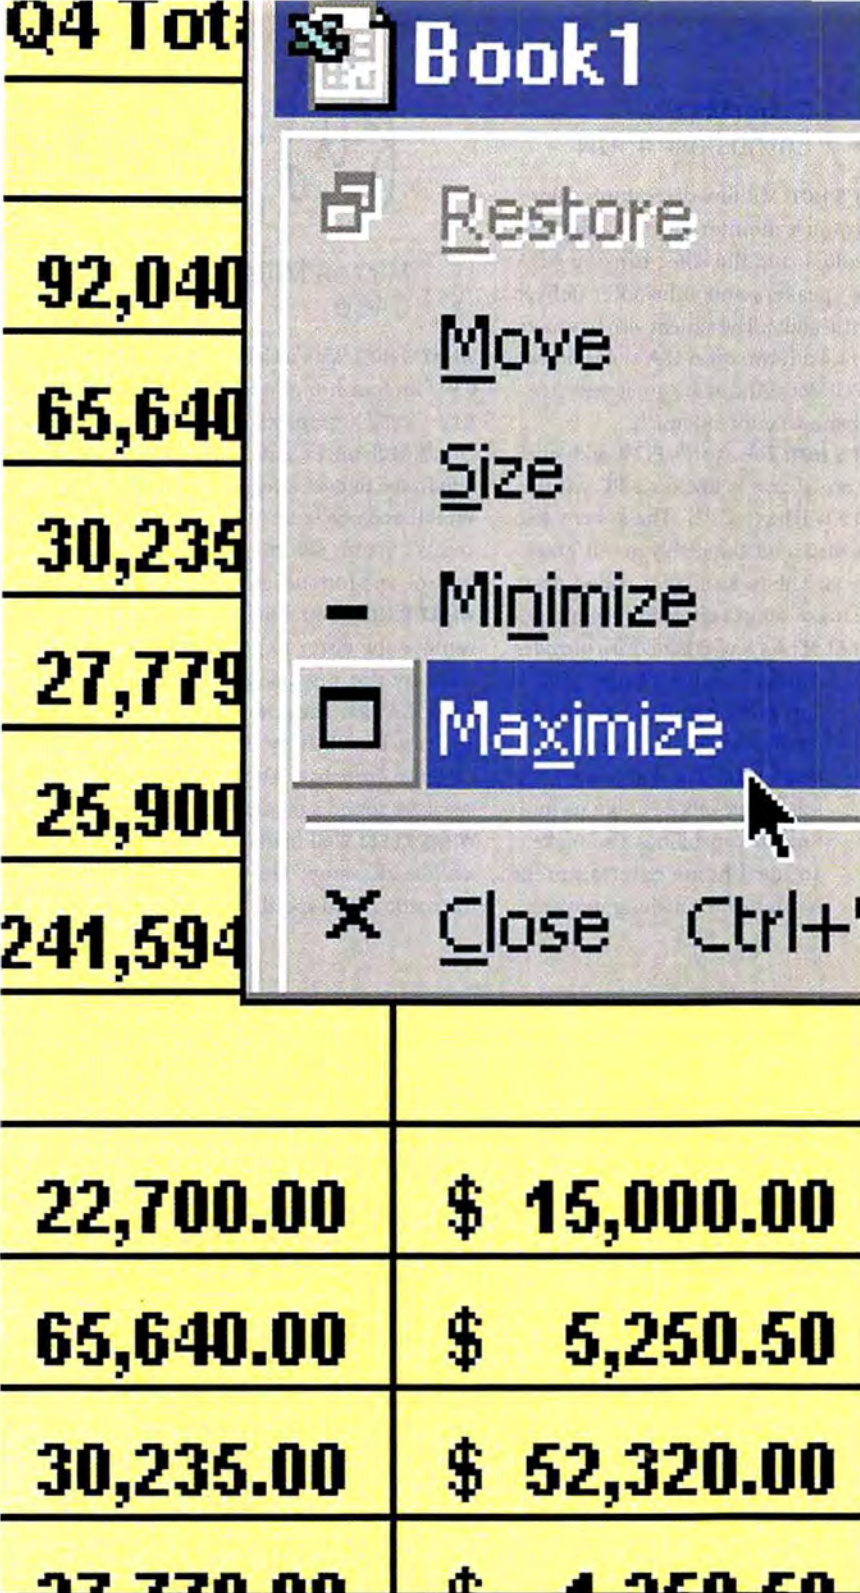 Q4 Tot
Book1
Restore
92,040
Move
65,640
Size
30,235
Minimize
27,779
Maximize
25,900
Close Ctrl+
241,594
22,700.00 $ 15,000.00
65,640.00 $ 5,250.50
30,235.00 $ 52,320.00